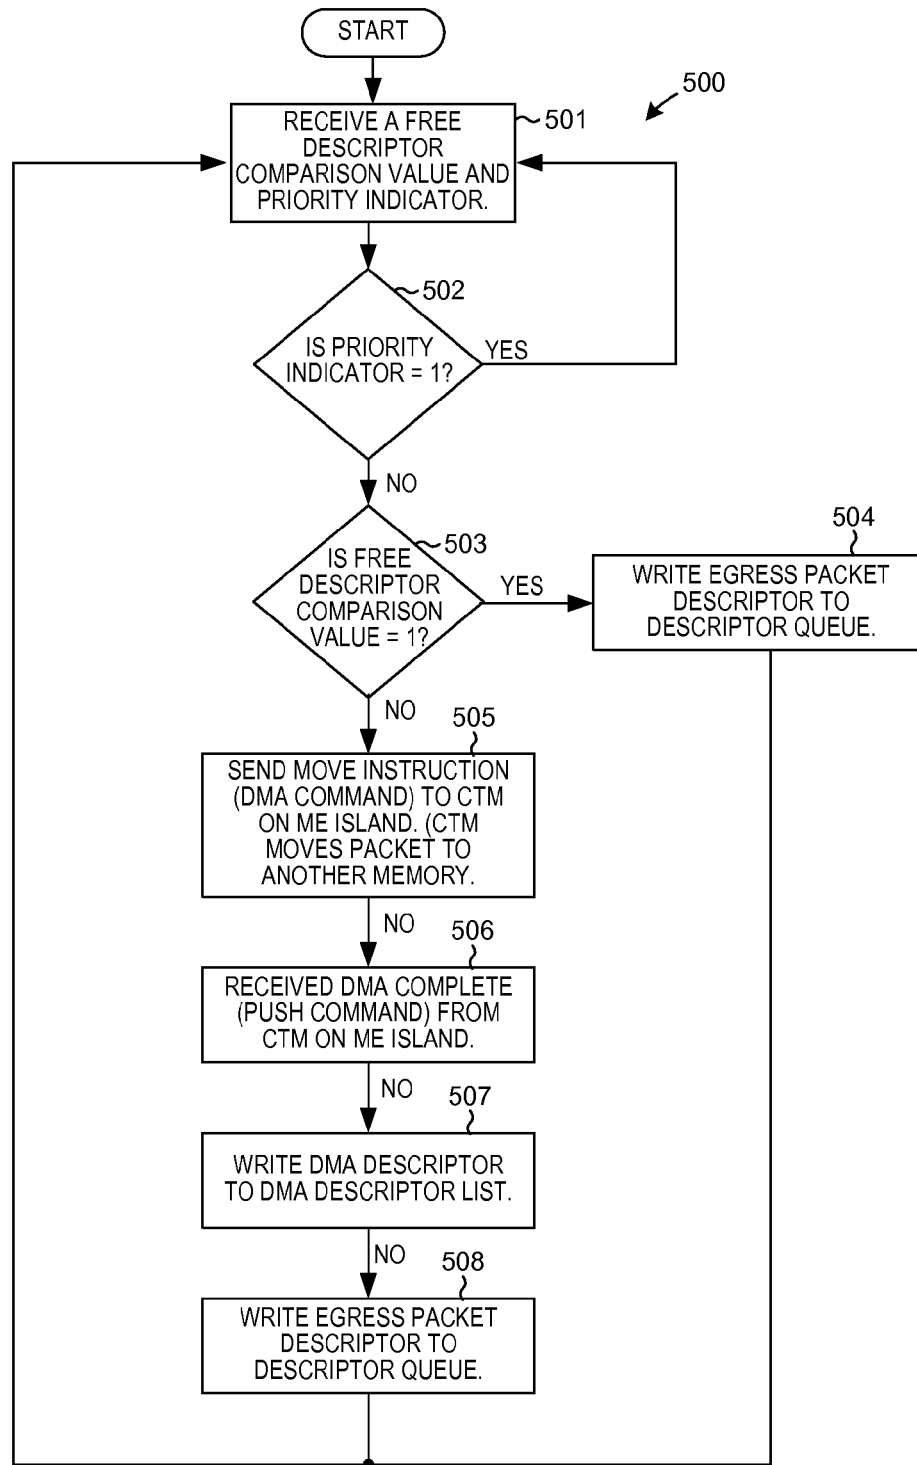 START
500
RECEIVE A FREE
DESCRIPTOR
COMPARISON VALUE AND
PRIORITY INDICATOR.
501
502
IS PRIORITY
INDICATOR = 1?
YES
NO
503
IS FREE
DESCRIPTOR
COMPARISON
VALUE = 1?
YES
504
WRITE EGRESS PACKET
DESCRIPTOR TO
DESCRIPTOR QUEUE.
NO
505
SEND MOVE INSTRUCTION
(DMA COMMAND) TO CTM
ON ME ISLAND. (CTM
MOVES PACKET TO
ANOTHER MEMORY.
NO
506
RECEIVED DMA COMPLETE
(PUSH COMMAND) FROM
CTM ON ME ISLAND.
NO
507
WRITE DMA DESCRIPTOR
TO DMA DESCRIPTOR LIST.
NO
508
WRITE EGRESS PACKET
DESCRIPTOR TO
DESCRIPTOR QUEUE.